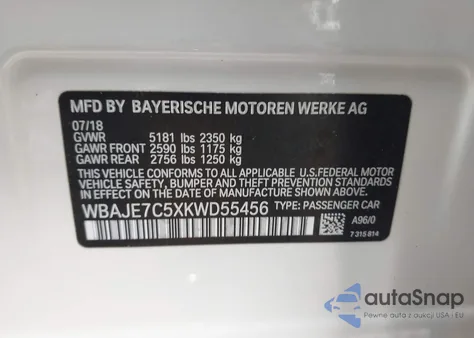 MFD BY BAYERISCHE MOTOREN WERKE AG
07/18
GVWR 5181 lbs 2350 kg
GAWR FRONT 2590 lbs 1175 kg
GAWR REAR 2756 lbs 1250 kg
THIS VEHICLE CONFORMS TO ALL APPLICABLE U.S. FEDERAL MOTOR
VEHICLE SAFETY, BUMPER, AND THEFT PREVENTION STANDARDS
IN EFFECT ON THE DATE OF MANUFACTURE SHOWN ABOVE.
WBAJE7C5XKWD55456 TYPE: PASSENGER CAR
A96/0
7 315 814
autoSnap
Pewne auto z USA i EU